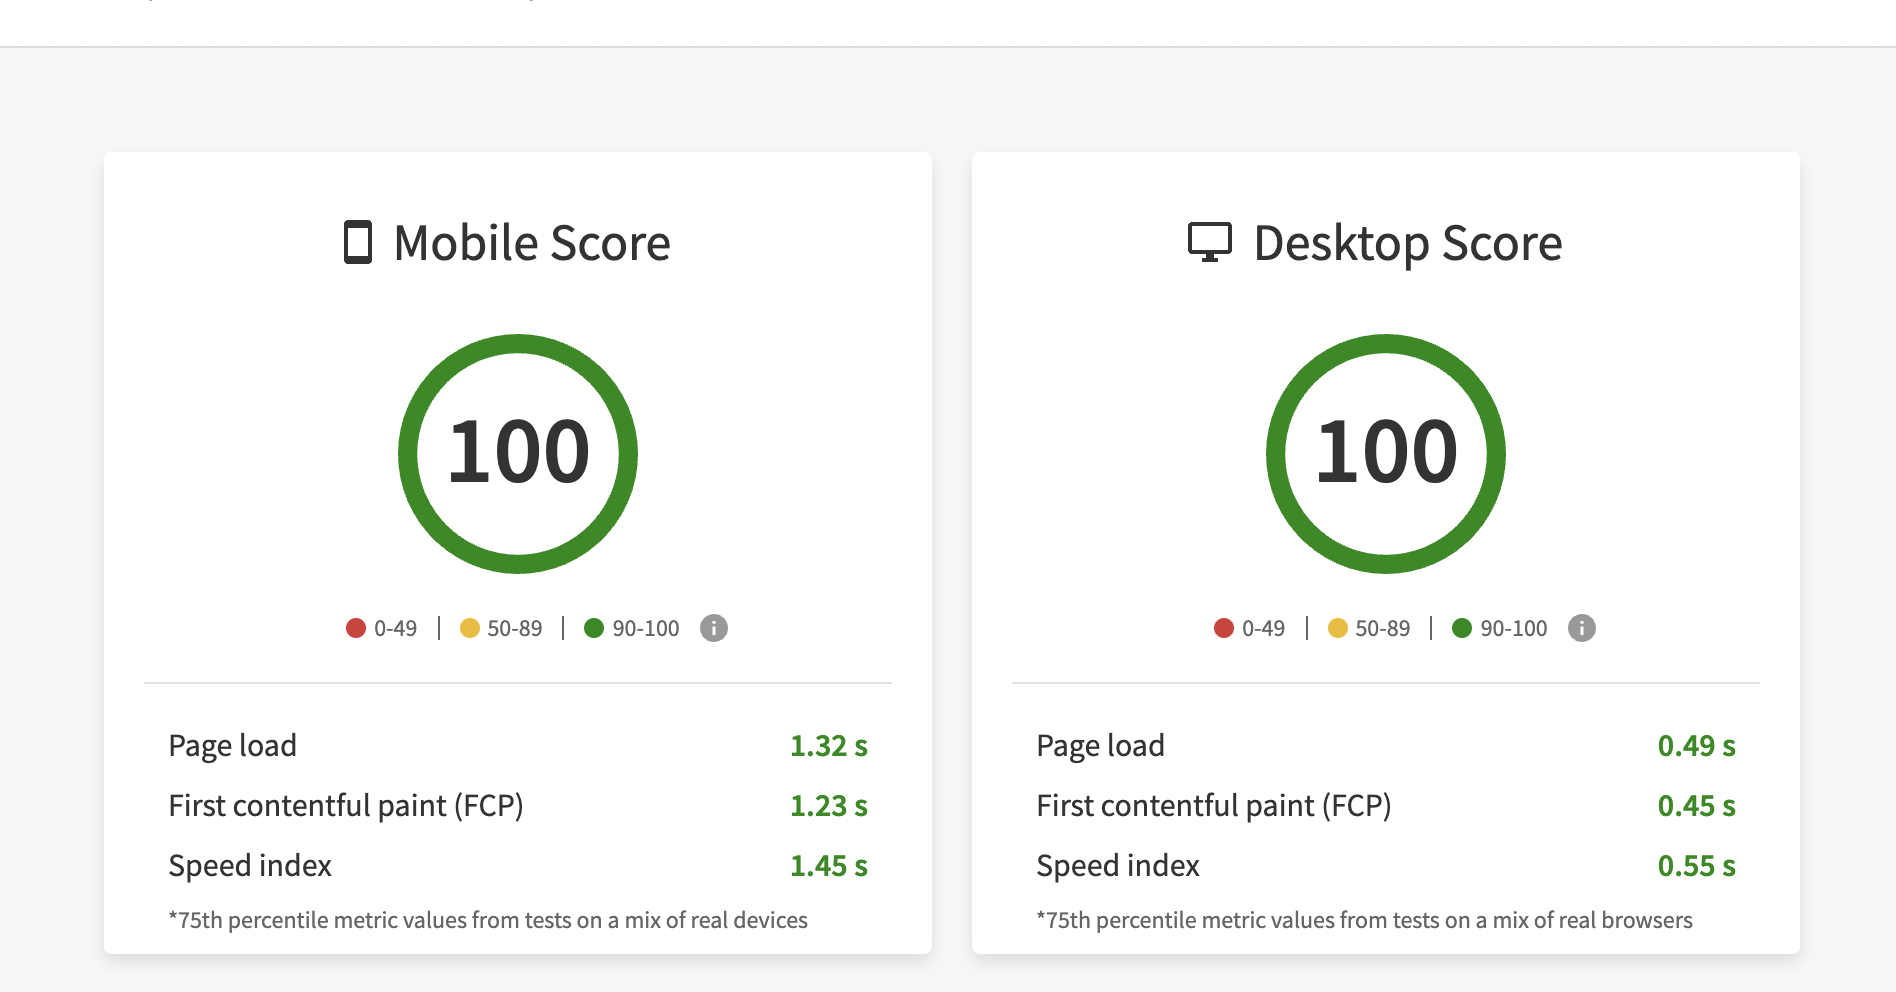 Mobile Score
100
0-49 | 50-89 | 90-100 i
Page load 1.32 s
First contentful paint (FCP) 1.23 s
Speed index 1.45 s
*75th percentile metric values from tests on a mix of real devices
Desktop Score
100
0-49 | 50-89 | 90-100 i
Page load 0.49 s
First contentful paint (FCP) 0.45 s
Speed index 0.55 s
*75th percentile metric values from tests on a mix of real browsers